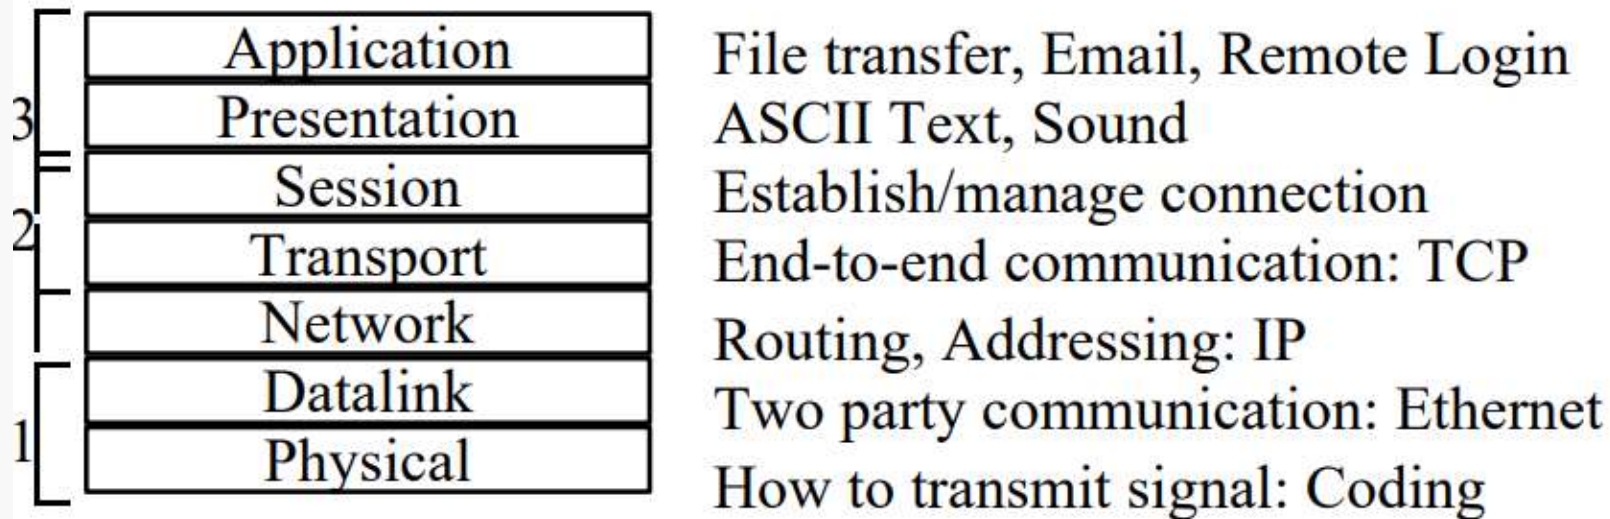 Application File transfer, Email, Remote Login
3 Presentation ASCII Text, Sound
Session Establish/manage connection
2 Transport End-to-end communication: TCP
Network Routing, Addressing: IP
Datalink Two party communication: Ethernet
1 Physical How to transmit signal: Coding